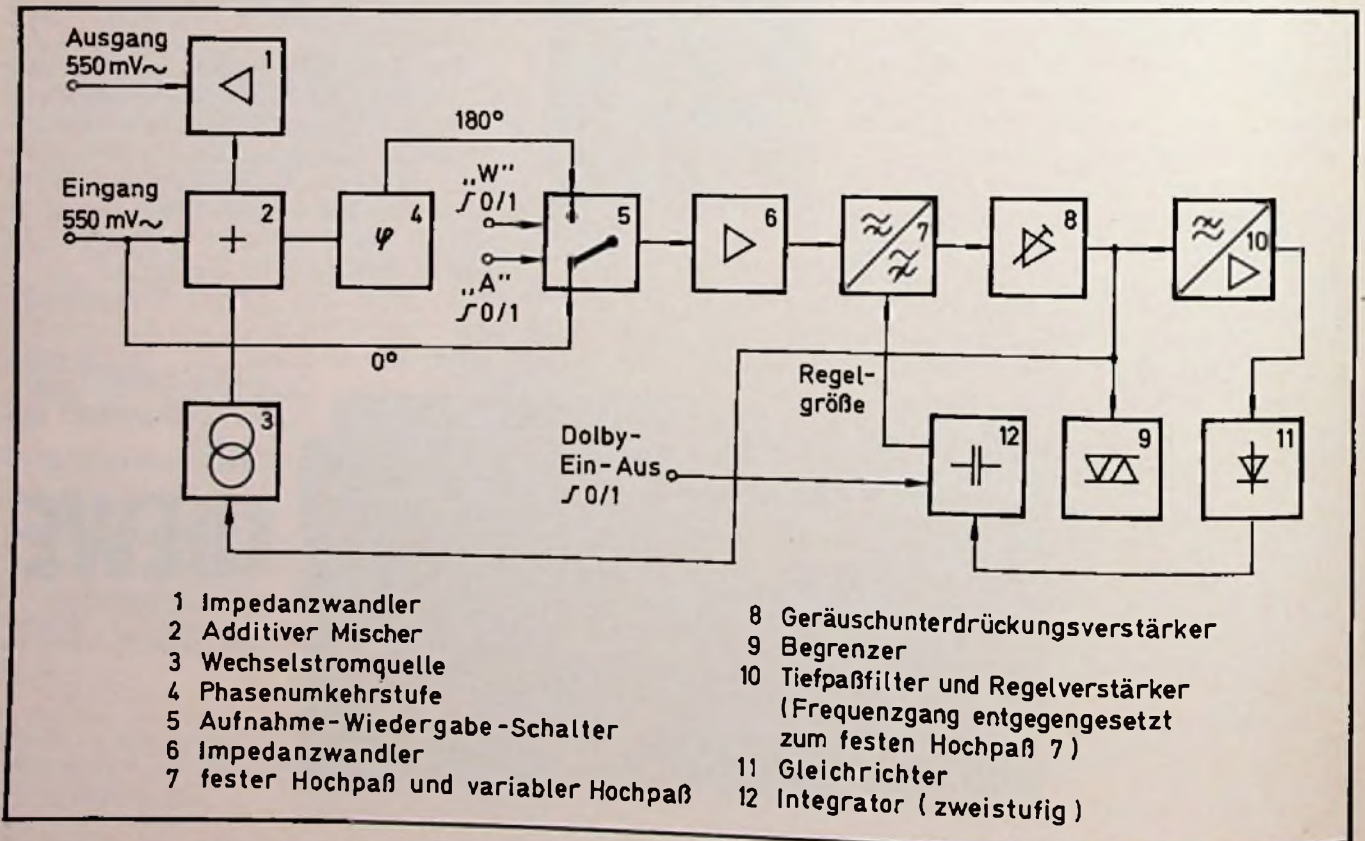 Ausgang
550 mV~
1
180°
Eingang
550 mV~
2
+
4
φ
„W"
0/1
„A"
0/1
5
6
7
8
10
0°
3
Regel-
größe
Dolby-
Ein-Aus
0/1
12
9
11
1 Impedanzwandler
2 Additiver Mischer
3 Wechselstromquelle
4 Phasenumkehrstufe
5 Aufnahme-Wiedergabe-Schalter
6 Impedanzwandler
7 fester Hochpaß und variabler Hochpaß
8 Geräuschunterdrückungsverstärker
9 Begrenzer
10 Tiefpaßfilter und Regelverstärker
(Frequenzgang entgegengesetzt
zum festen Hochpaß 7)
11 Gleichrichter
12 Integrator (zweistufig)